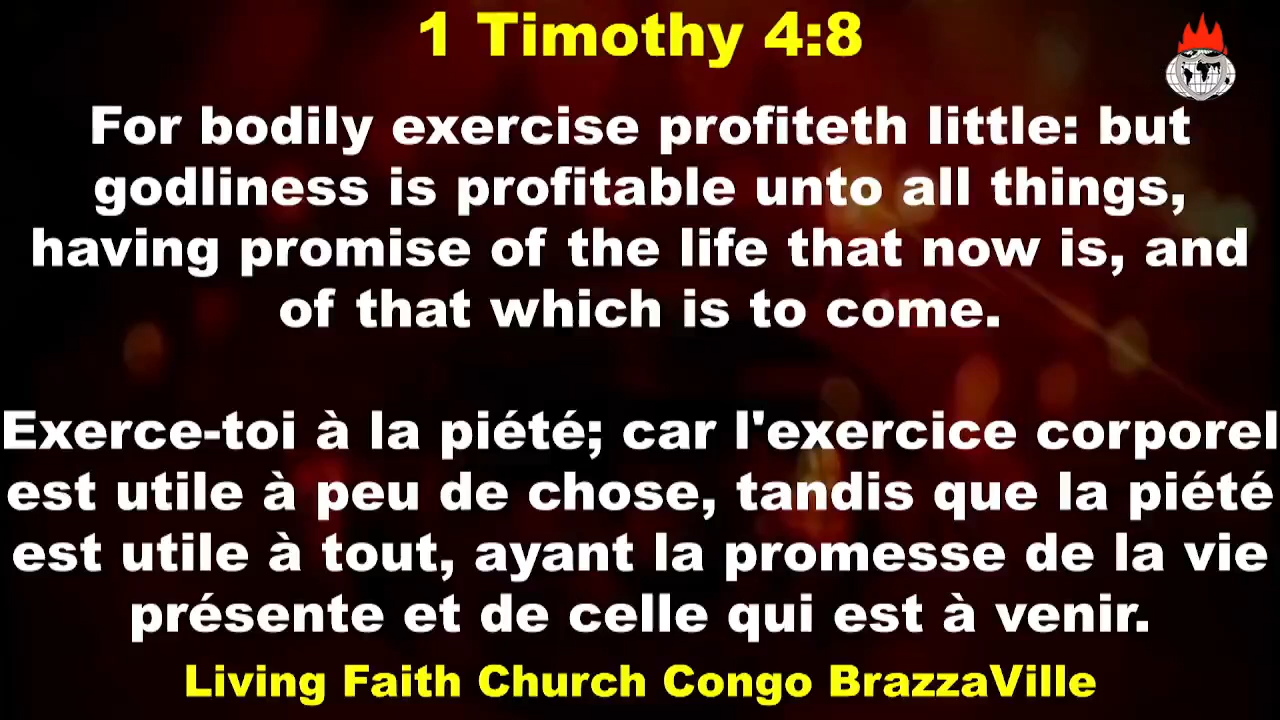 1 Timothy 4:8
For bodily exercise profiteth little: but
godliness is profitable unto all things,
having promise of the life that now is, and
of that which is to come.
Exerce-toi à la piété; car l'exercice corporel
est utile à peu de chose, tandis que la piété
est utile à tout, ayant la promesse de la vie
présente et de celle qui est à venir.
Living Faith Church Congo BrazzaVille